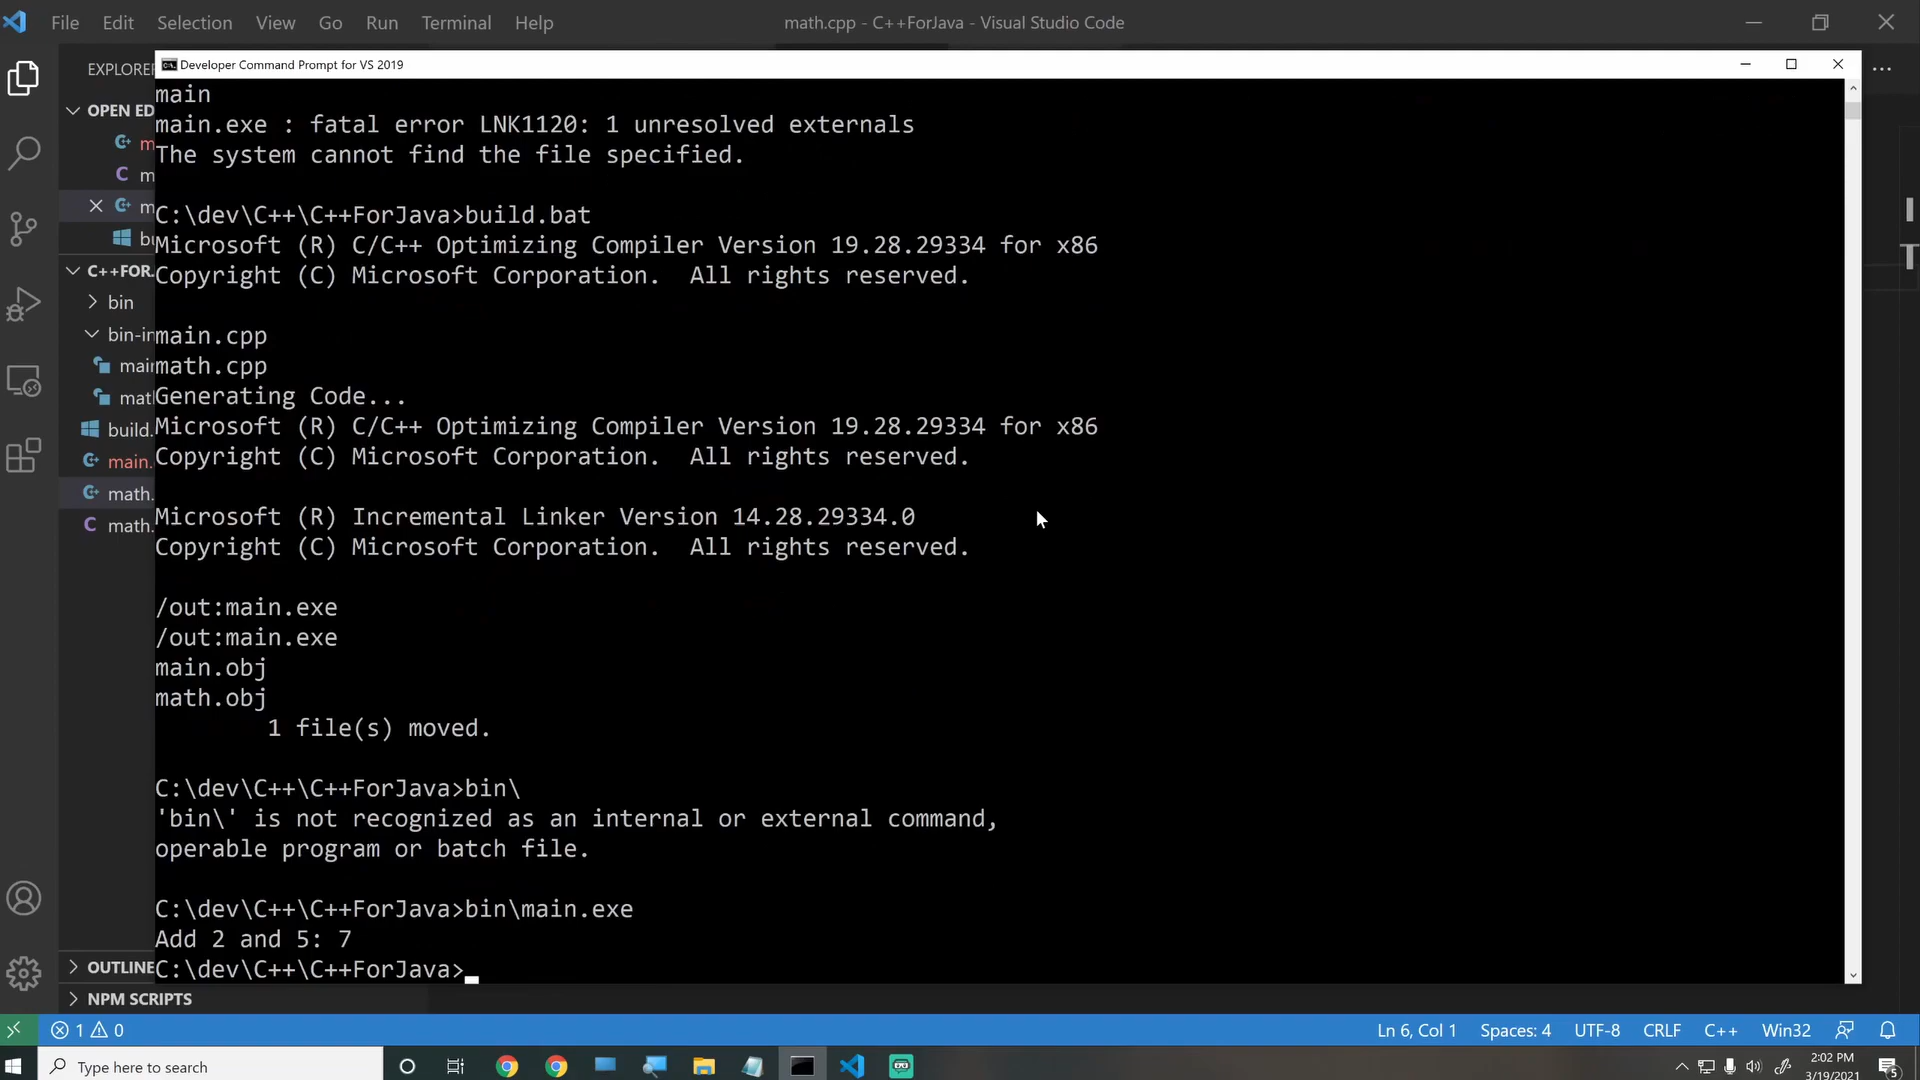 File Edit Selection View Go Run Terminal Help
math.cpp - C++ForJava - Visual Studio Code
EXPLORE
OPEN ED
m
m
m
bu
C++FOR
bin
bin-in
main
math
build.
main.
math.
math.
OUTLINE
NPM SCRIPTS
Developer Command Prompt for VS 2019
main
main.exe : fatal error LNK1120: 1 unresolved externals
The system cannot find the file specified.
C:\dev\C++\C++ForJava>build.bat
Microsoft (R) C/C++ Optimizing Compiler Version 19.28.29334 for x86
Copyright (C) Microsoft Corporation.  All rights reserved.
main.cpp
math.cpp
Generating Code...
Microsoft (R) C/C++ Optimizing Compiler Version 19.28.29334 for x86
Copyright (C) Microsoft Corporation.  All rights reserved.
Microsoft (R) Incremental Linker Version 14.28.29334.0
Copyright (C) Microsoft Corporation.  All rights reserved.
/out:main.exe
/out:main.exe
main.obj
math.obj
        1 file(s) moved.
C:\dev\C++\C++ForJava>bin\
'bin\' is not recognized as an internal or external command,
operable program or batch file.
C:\dev\C++\C++ForJava>bin\main.exe
Add 2 and 5: 7
C:\dev\C++\C++ForJava>
1 0 Ln 6, Col 1 Spaces: 4 UTF-8 CRLF C++ Win32
Type here to search
2:02 PM
3/19/2021
5